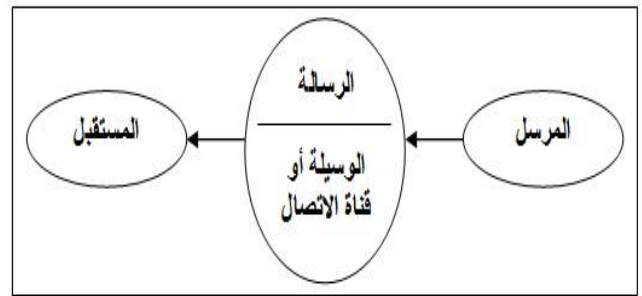 المرسل
الرسالة
الوسيلة أو
قناة الاتصال
المستقبل